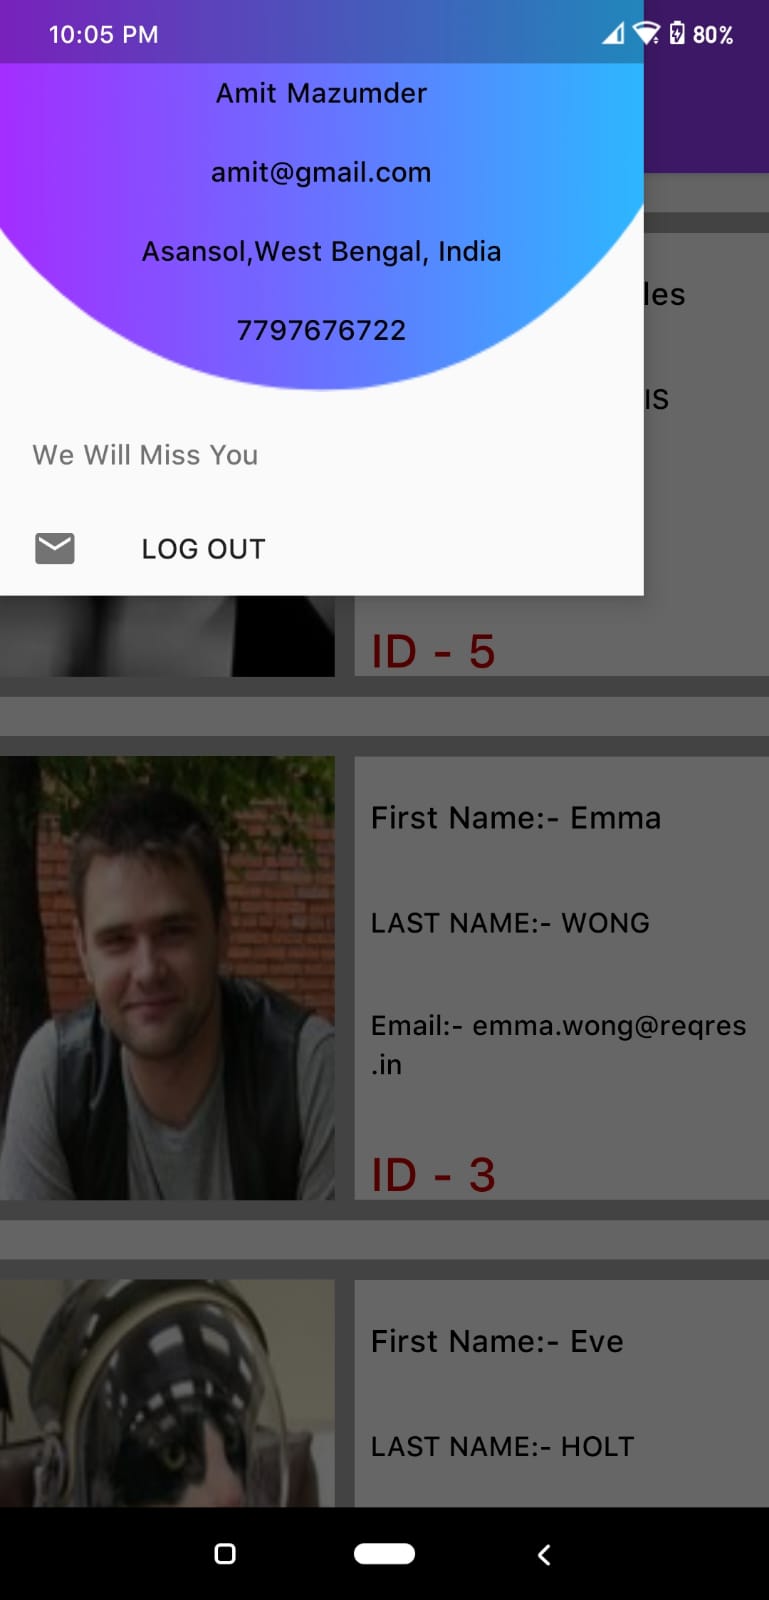 10:05 PM
80%
Amit Mazumder
amit@gmail.com
Asansol,West Bengal, India
7797676722
les
IS
We Will Miss You
LOG OUT
ID - 5
First Name:- Emma
LAST NAME:- WONG
Email:- emma.wong@reqres
.in
ID - 3
First Name:- Eve
LAST NAME:- HOLT